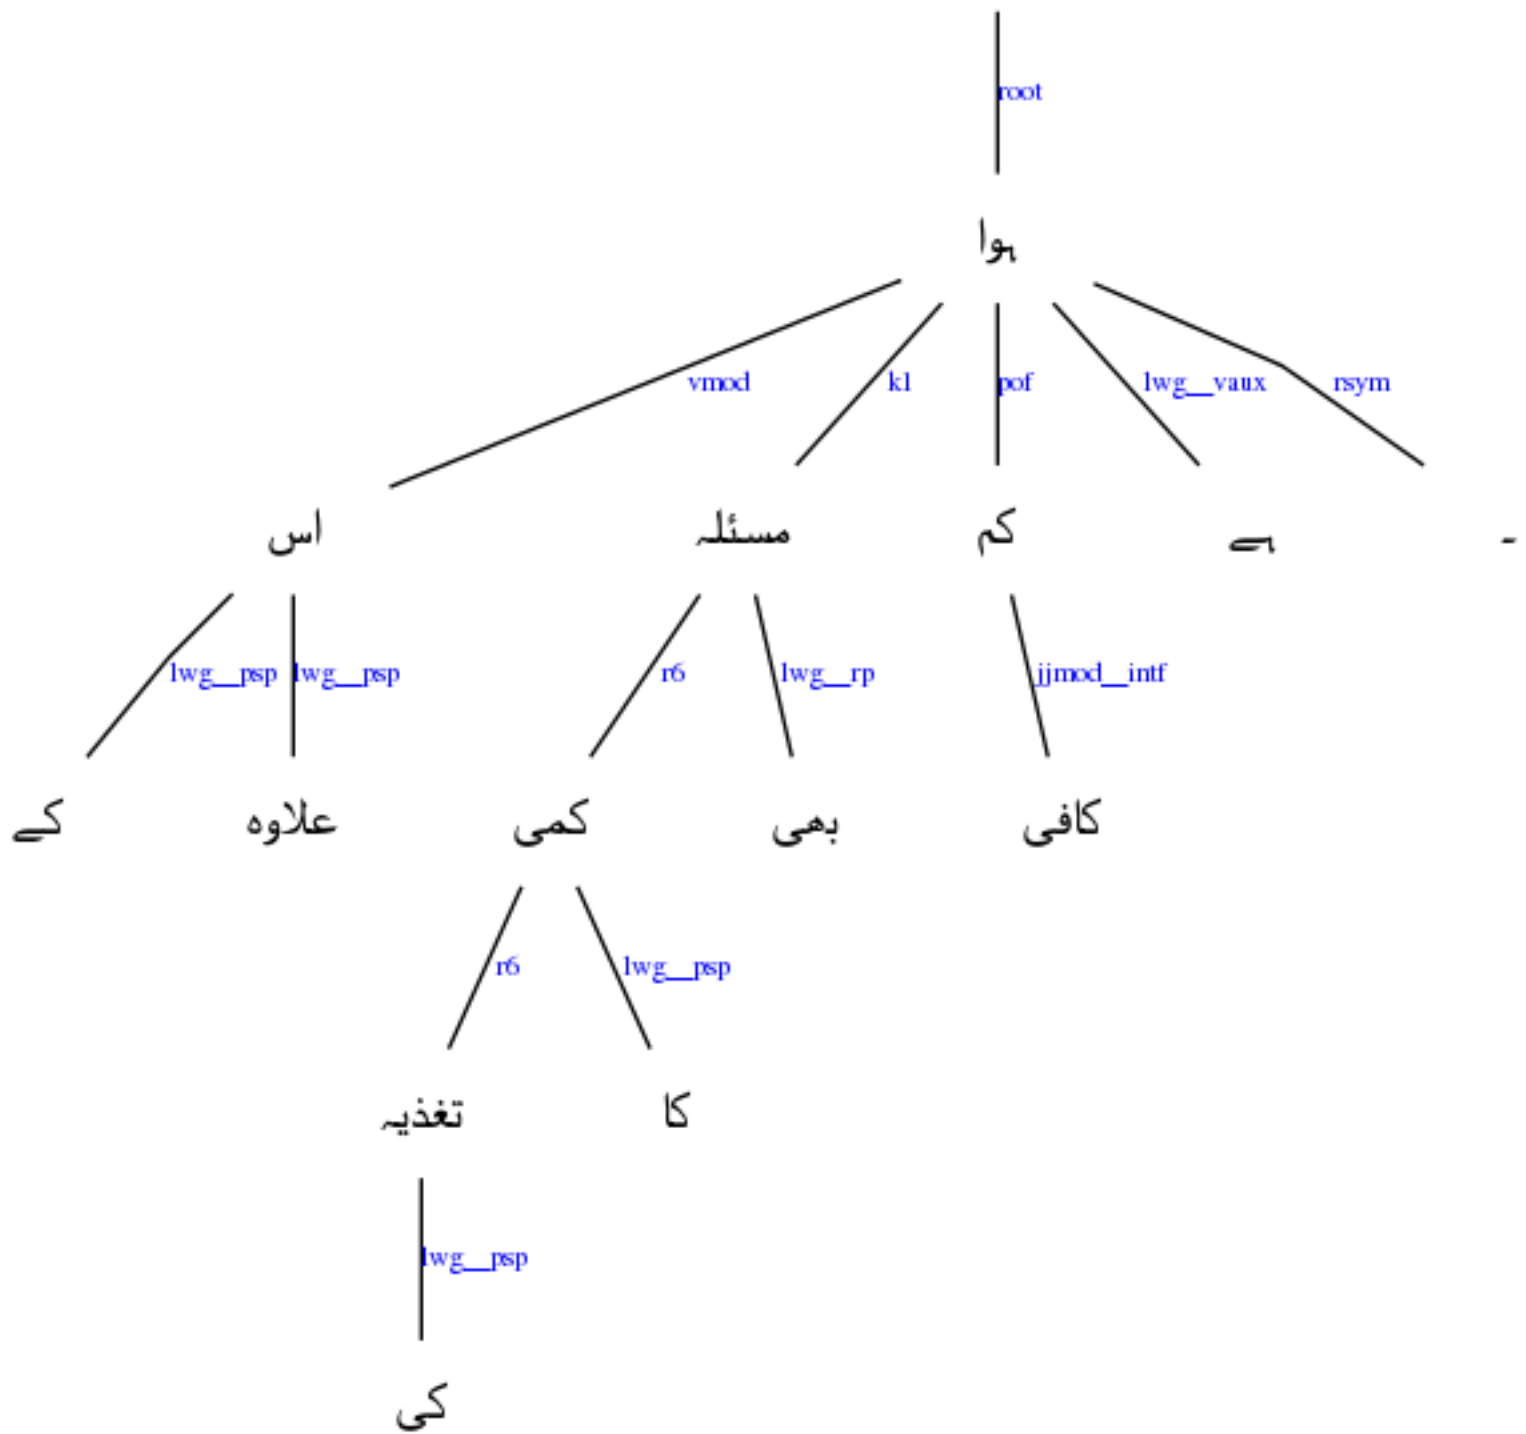 root
ہوا
vmod k1 pof lwg__vaux rsym
اس مسئلہ کم ہے ۔
lwg__psp lwg__psp r6 lwg__rp jjmod__intf
کے علاوہ کمی بھی کافی
r6 lwg__psp
تغذیہ کا
lwg__psp
کی